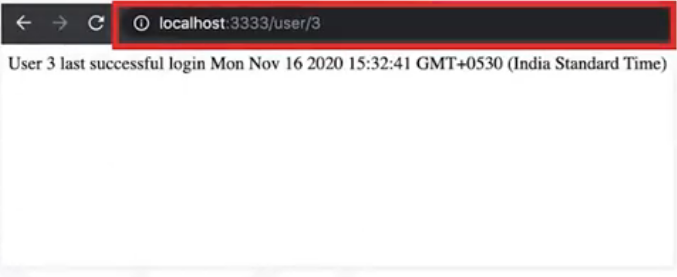 localhost:3333/user/3
User 3 last successful login Mon Nov 16 2020 15:32:41 GMT+0530 (India Standard Time)